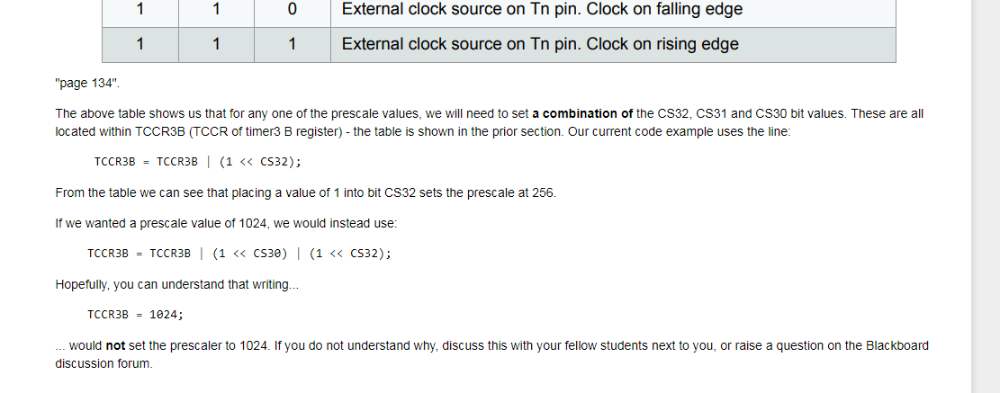 1 1 0 External clock source on Tn pin. Clock on falling edge
1 1 1 External clock source on Tn pin. Clock on rising edge
"page 134".
The above table shows us that for any one of the prescale values, we will need to set a combination of the CS32, CS31 and CS30 bit values. These are all
located within TCCR3B (TCCR of timer3 B register) - the table is shown in the prior section. Our current code example uses the line:
TCCR3B = TCCR3B | (1 << CS32);
From the table we can see that placing a value of 1 into bit CS32 sets the prescale at 256.
If we wanted a prescale value of 1024, we would instead use:
TCCR3B = TCCR3B | (1 << CS30) | (1 << CS32);
Hopefully, you can understand that writing...
TCCR3B = 1024;
... would not set the prescaler to 1024. If you do not understand why, discuss this with your fellow students next to you, or raise a question on the Blackboard
discussion forum.